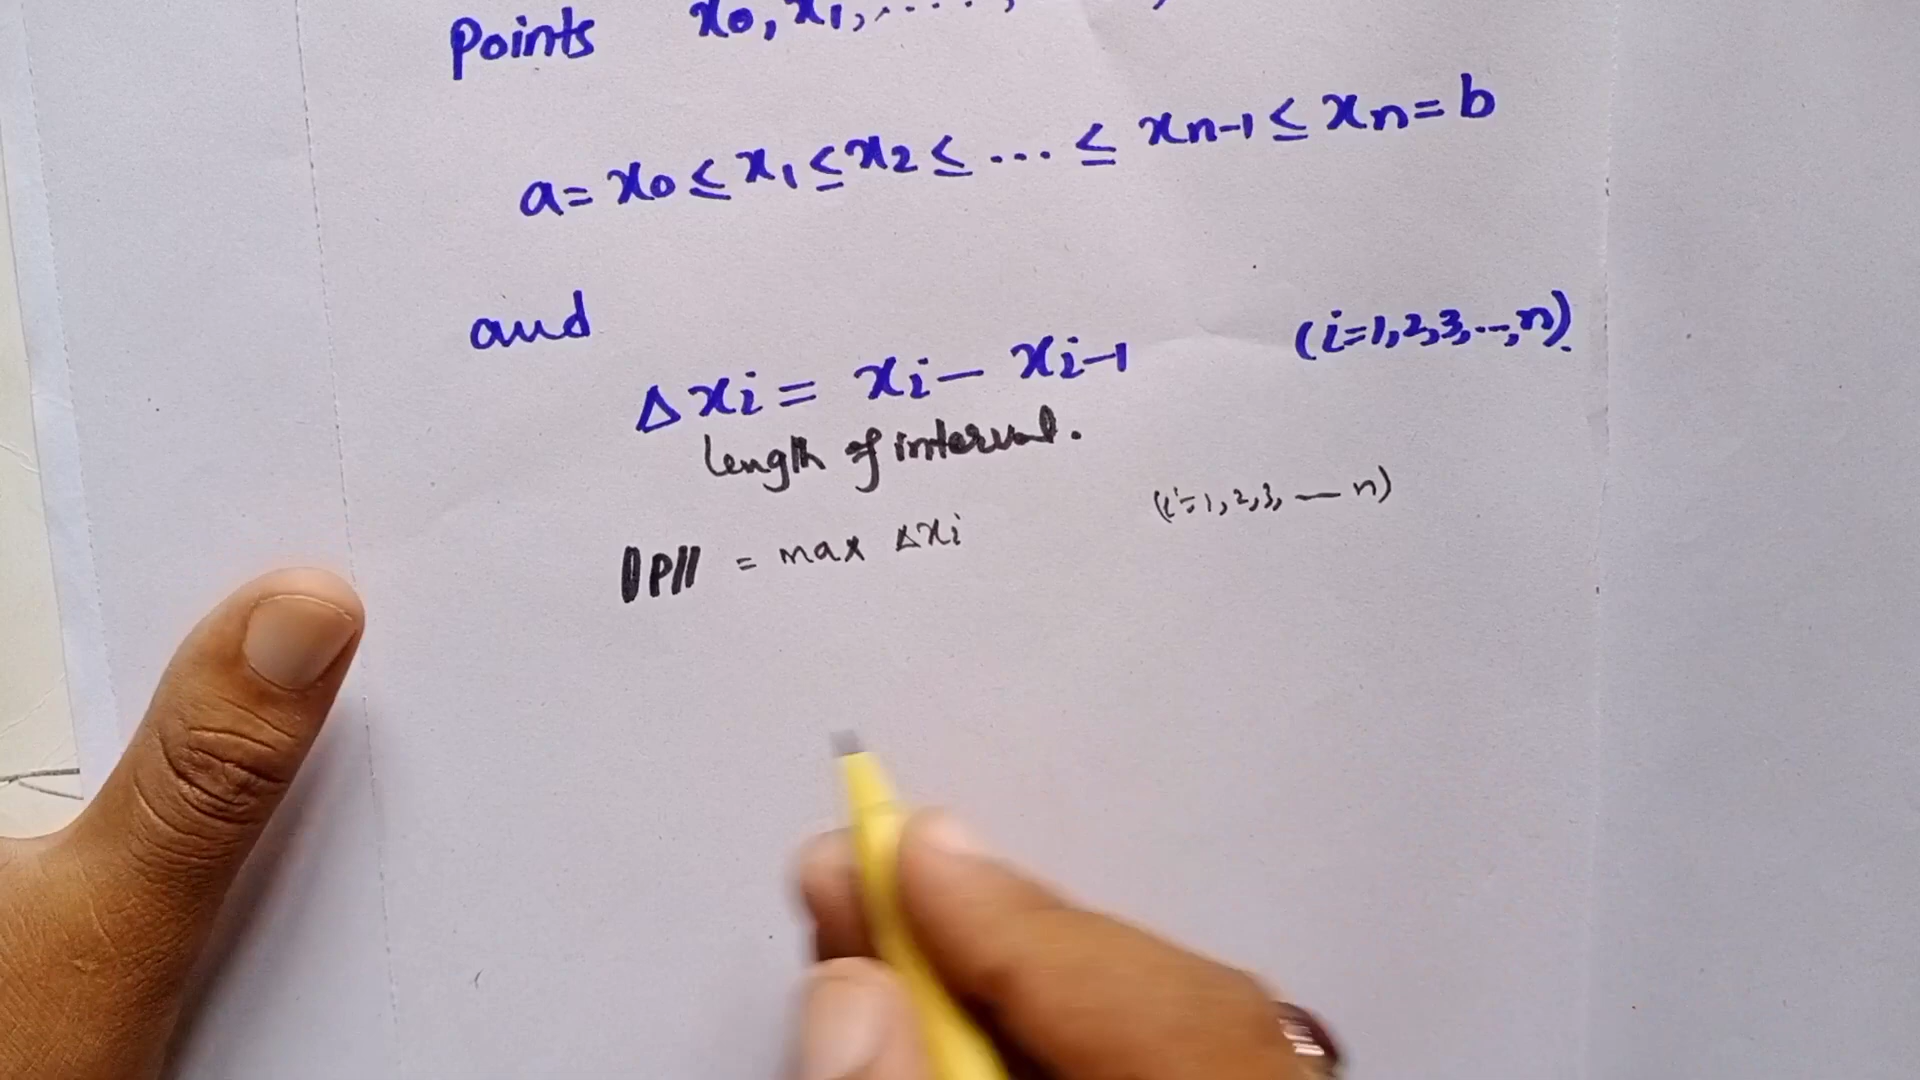 Points x₀, x₁, ....,
a = x₀ ≤ x₁ ≤ x₂ ≤ ... ≤ xₙ₋₁ ≤ xₙ = b
and
Δxᵢ = xᵢ − xᵢ₋₁ (i=1,2,3,...,n).
length of interval.
||P|| = max Δxᵢ (i=1,2,3, — n)